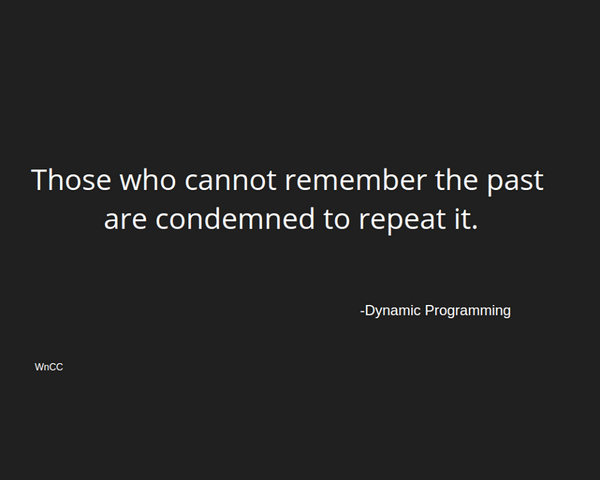 Those who cannot remember the past
are condemned to repeat it.
-Dynamic Programming
WnCC